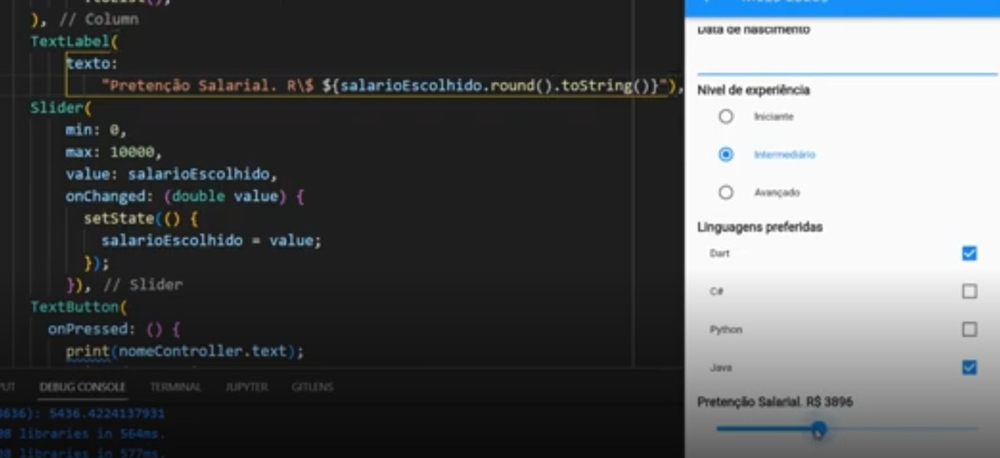 ), // Column
TextLabel(
texto:
"Pretenção Salarial. R\$ ${salarioEscolhido.round().toString()}"),
Slider(
min: 0,
max: 10000,
value: salarioEscolhido,
onChanged: (double value) {
setState(() {
salarioEscolhido = value;
});
}), // Slider
TextButton(
onPressed: () {
print(nomeController.text);
PUT DEBUG CONSOLE TERMINAL JUPYTER GITLENS
8636): 5436.4224137931
08 libraries in 564ms.
08 libraries in 577ms.
Data de nascimento
Nivel de experiência
Iniciante
Intermediário
Avançado
Linguagens preferidas
Dart
C#
Python
Java
Pretenção Salarial. R$ 3896